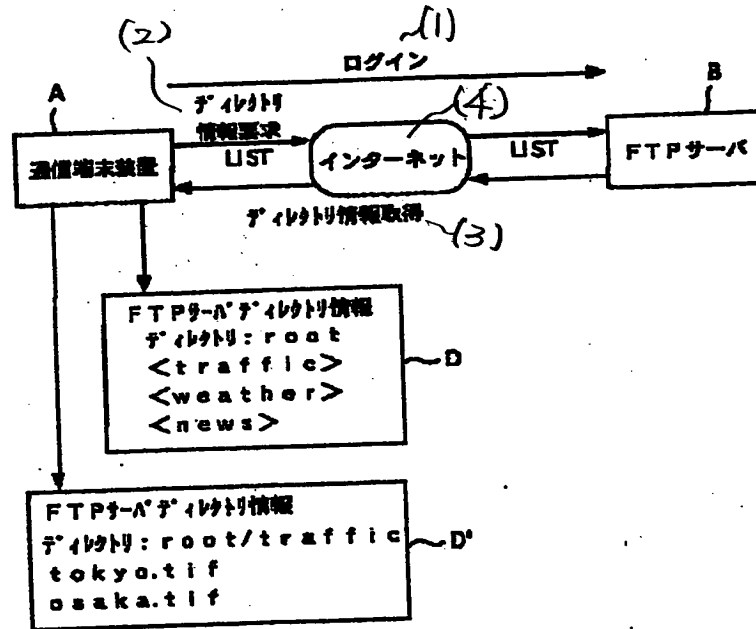 (1)
(2)
ログイン
A
ディレクトリ
情報要求
LIST
(4)
B
通信端末装置
インターネット
LIST
FTPサーバ
ディレクトリ情報取得
(3)
FTPサーバディレクトリ情報
ディレクトリ:root
<traffic>
<weather>
<news>
D
FTPサーバディレクトリ情報
ディレクトリ:root/traffic
tokyo.tif
osaka.tif
D'